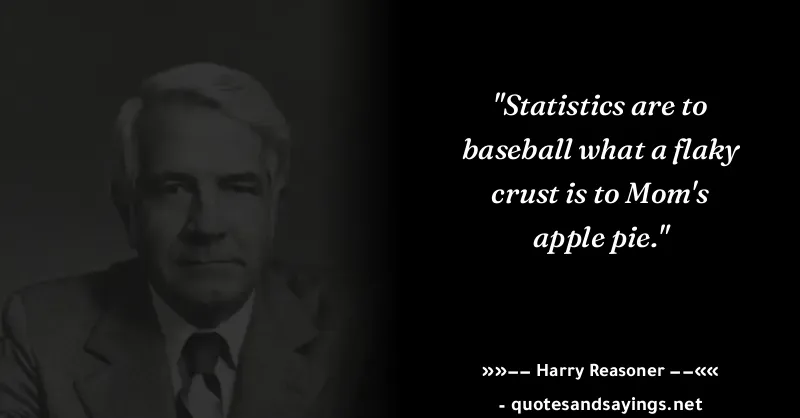 "Statistics are to
baseball what a flaky
crust is to Mom's
apple pie."
»»−− Harry Reasoner −−««
- quotesandsayings.net